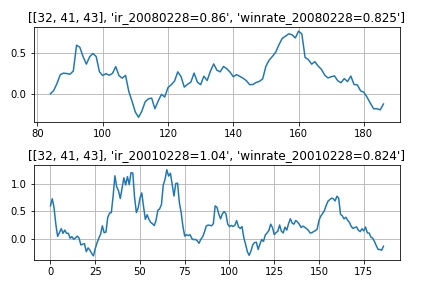 [[32, 41, 43], 'ir_20080228=0.86', 'winrate_20080228=0.825']
0.5
0.0
80 100 120 140 160 180
[[32, 41, 43], 'ir_20010228=1.04', 'winrate_20010228=0.824']
1.0
0.5
0.0
0 25 50 75 100 125 150 175